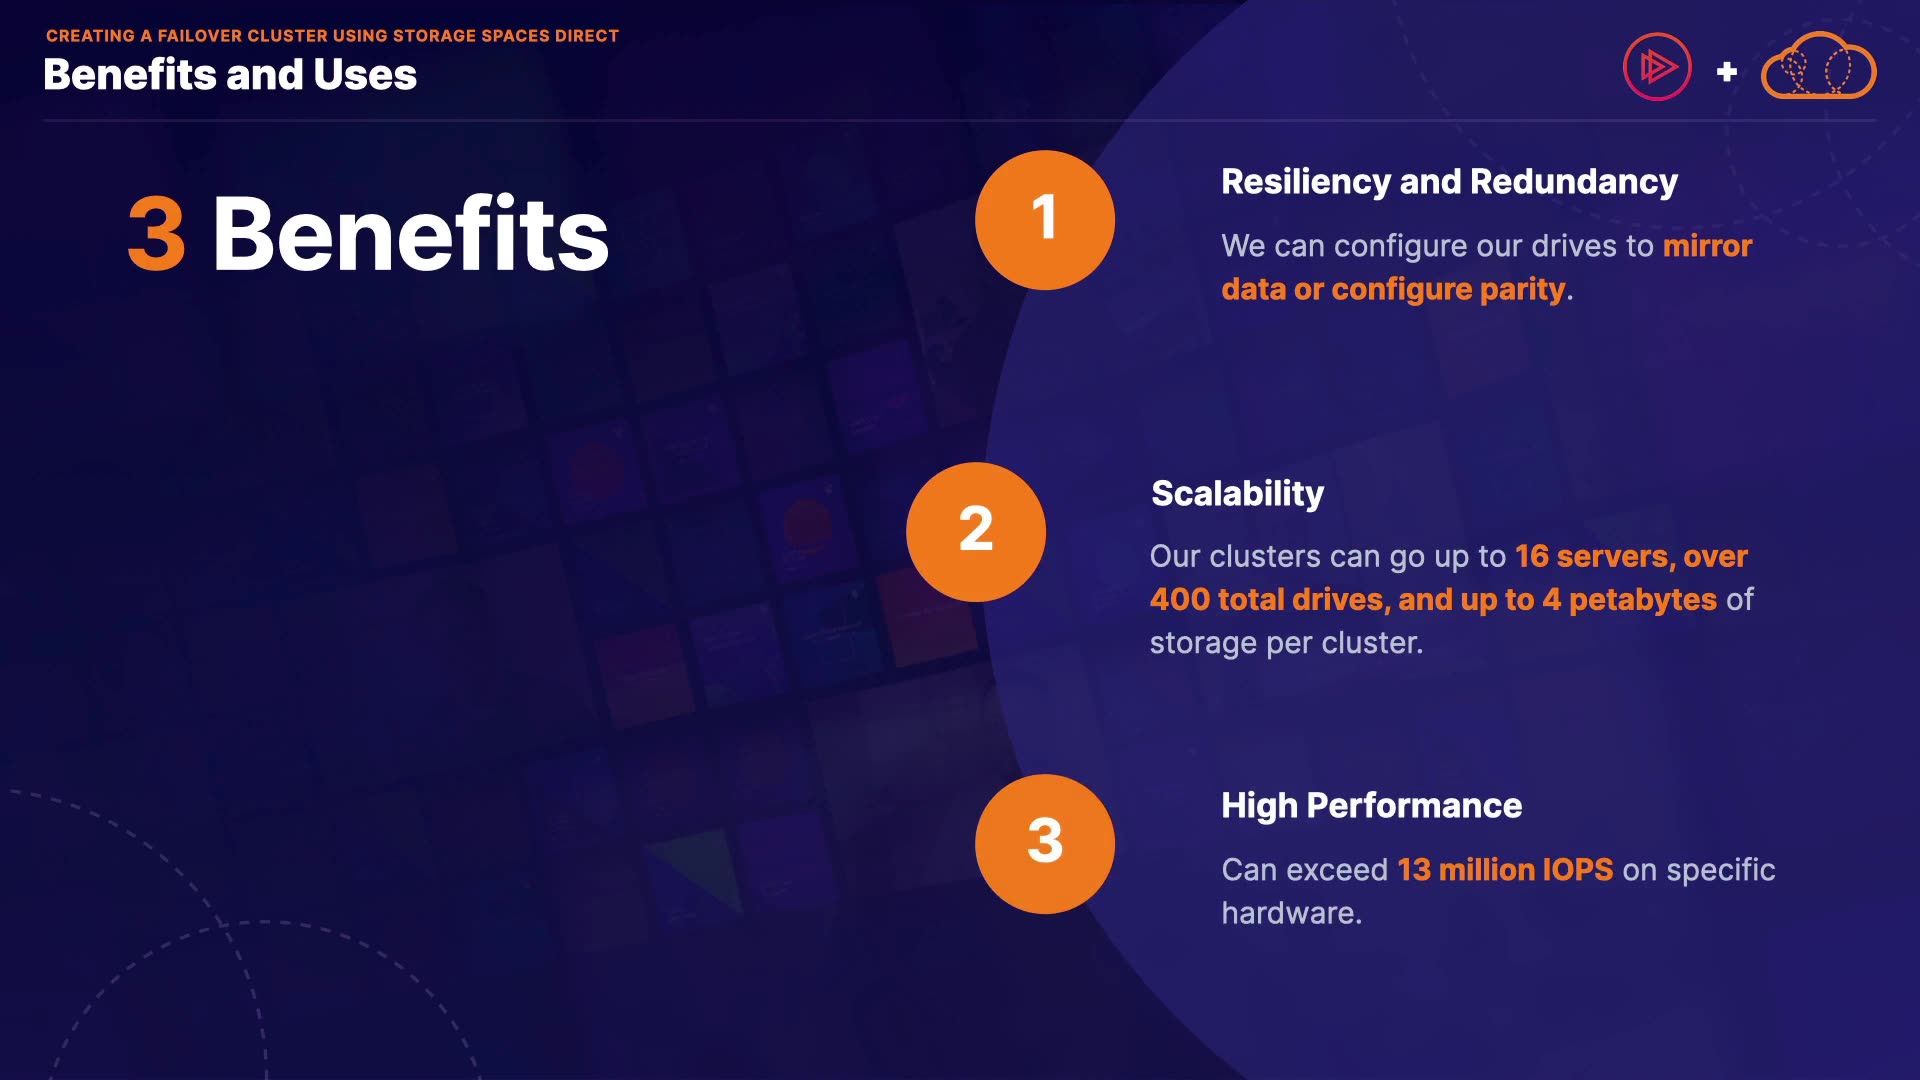 CREATING A FAILOVER CLUSTER USING STORAGE SPACES DIRECT
Benefits and Uses
3 Benefits
1
Resiliency and Redundancy
We can configure our drives to mirror
data or configure parity.
2
Scalability
Our clusters can go up to 16 servers, over
400 total drives, and up to 4 petabytes of
storage per cluster.
3
High Performance
Can exceed 13 million IOPS on specific
hardware.